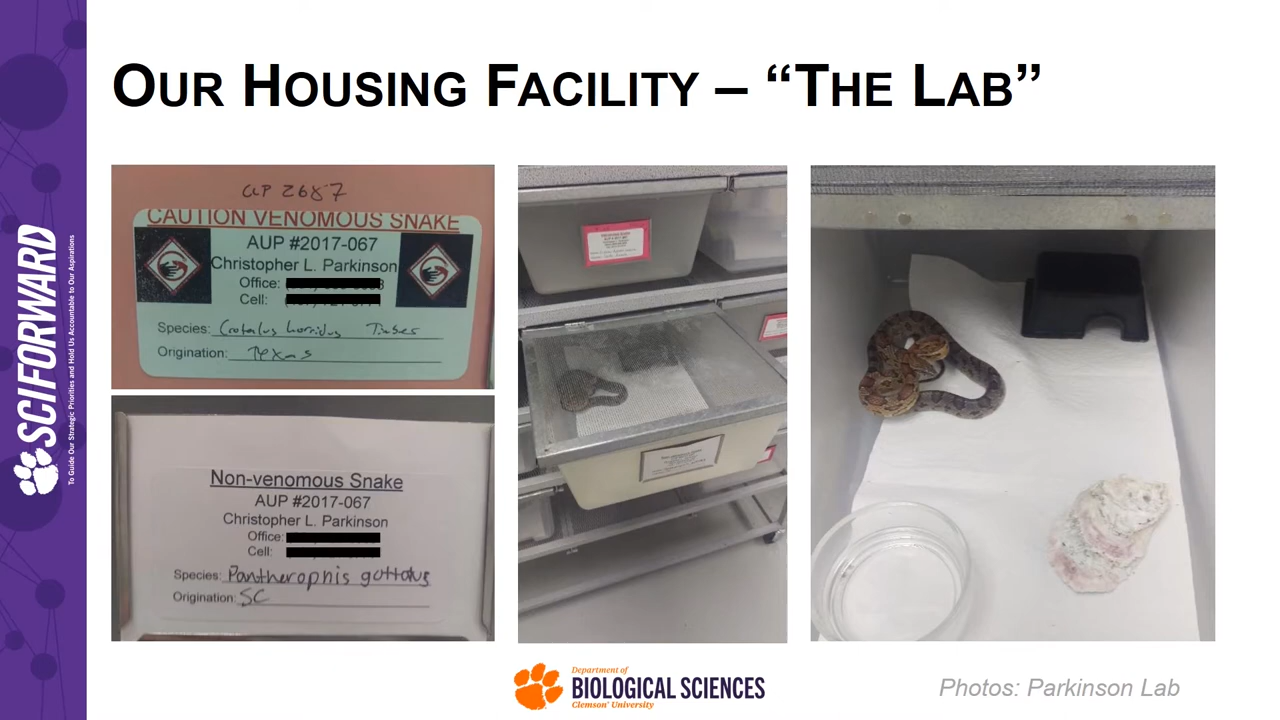 OUR HOUSING FACILITY – “THE LAB”
CLP 2687
CAUTION VENOMOUS SNAKE
AUP #2017-067
Christopher L. Parkinson
Office:
Cell:
Species: Crotalus horridus Timber
Origination: Texas
Non-venomous Snake
AUP #2017-067
Christopher L. Parkinson
Office:
Cell:
Species: Pantherophis guttatus
Origination: SC
SCIFORWARD
To Guide Our Strategic Priorities and Hold Us Accountable to Our Aspirations
Department of
BIOLOGICAL SCIENCES
Clemson University
Photos: Parkinson Lab